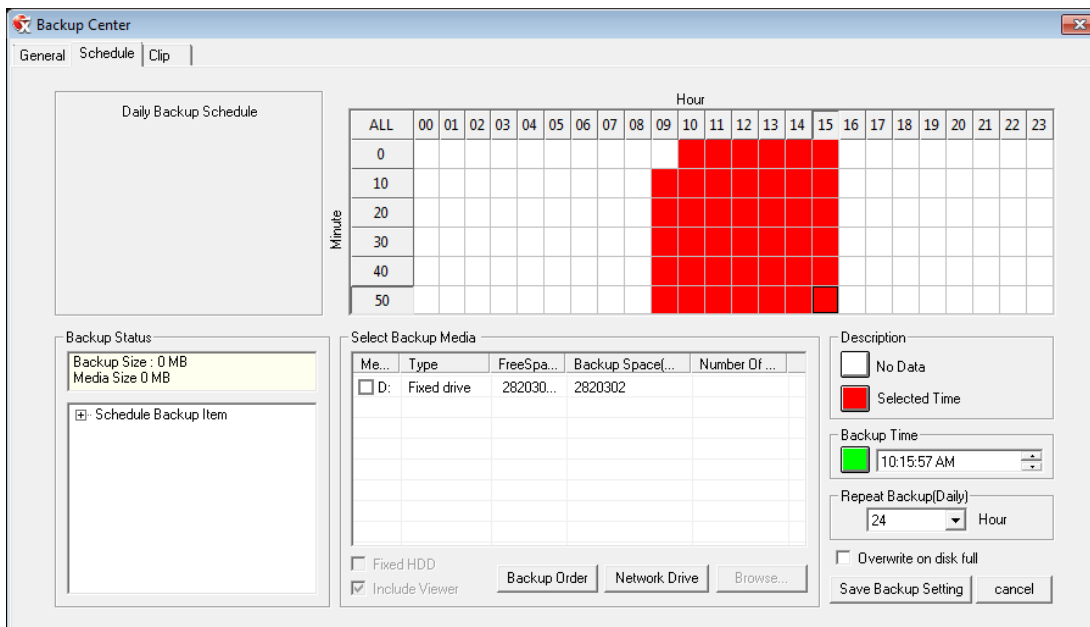 Backup Center
General Schedule Clip
Daily Backup Schedule
Hour
ALL 00 01 02 03 04 05 06 07 08 09 10 11 12 13 14 15 16 17 18 19 20 21 22 23
Minute
0
10
20
30
40
50
Backup Status
Backup Size : 0 MB
Media Size 0 MB
Schedule Backup Item
Select Backup Media
Me... Type FreeSpa... Backup Space(... Number Of ...
D: Fixed drive 282030... 2820302
Fixed HDD
Include Viewer
Backup Order Network Drive Browse...
Description
No Data
Selected Time
Backup Time
10:15:57 AM
Repeat Backup(Daily)
24 Hour
Overwrite on disk full
Save Backup Setting cancel